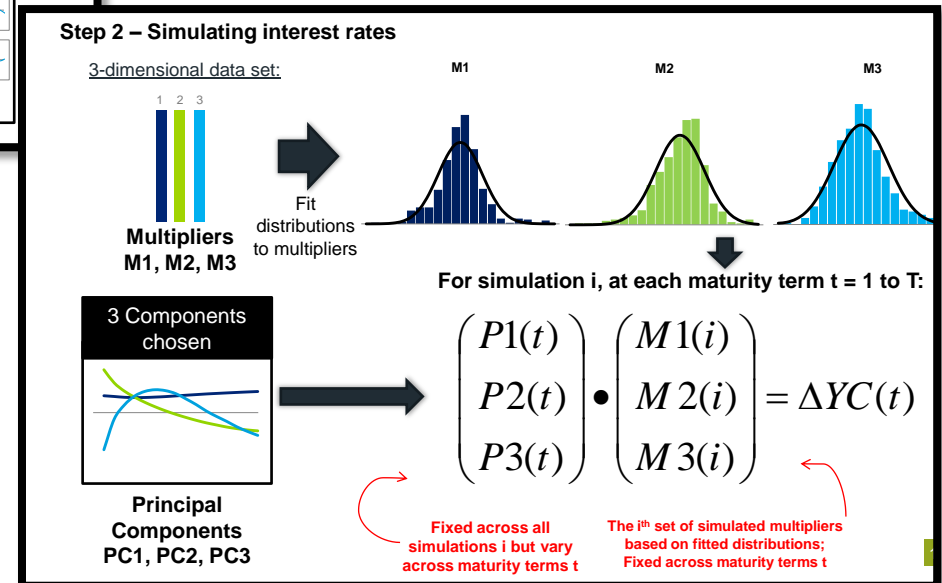 Step 2 – Simulating interest rates
3-dimensional data set:
1 2 3
M1
M2
M3
Fit
distributions
to multipliers
Multipliers
M1, M2, M3
For simulation i, at each maturity term t = 1 to T:
3 Components
chosen
P1(t)
P2(t)
P3(t)
•
M1(i)
M 2(i)
M 3(i)
= ΔYC(t)
Principal
Components
PC1, PC2, PC3
Fixed across all
simulations i but vary
across maturity terms t
The ith set of simulated multipliers
based on fitted distributions;
Fixed across maturity terms t